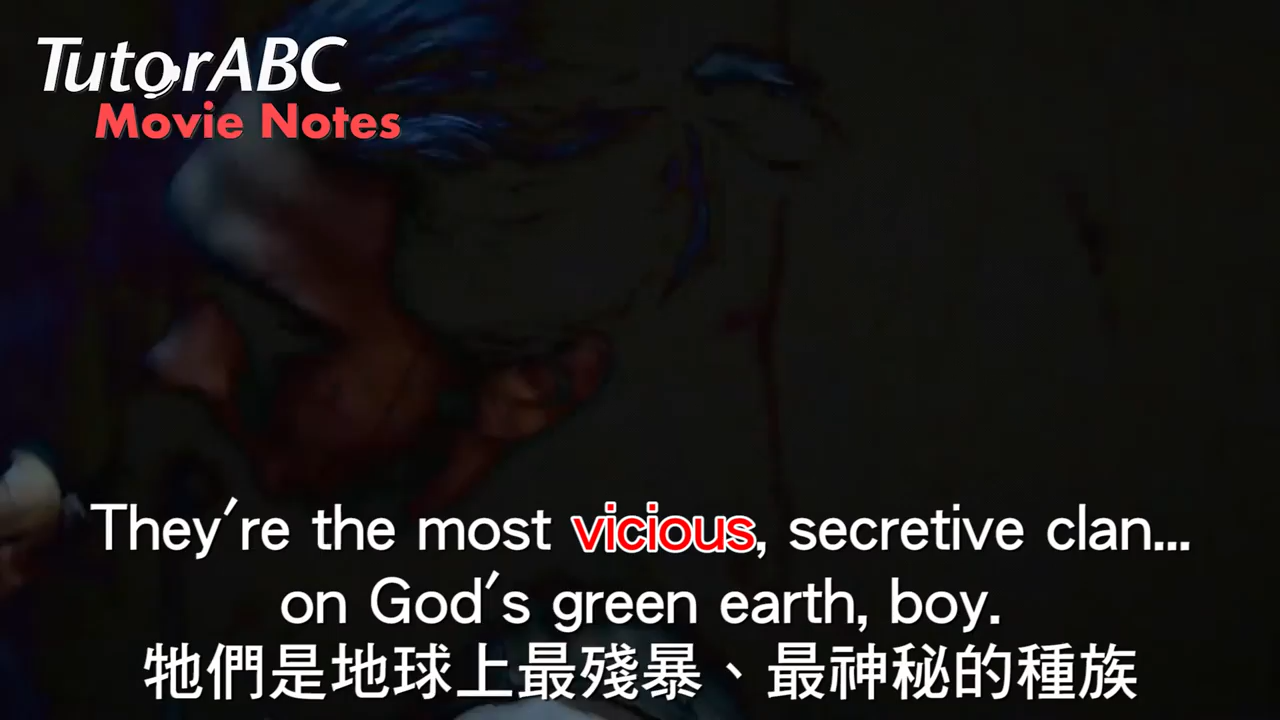 TutorABC
Movie Notes
They're the most vicious, secretive clan...
on God's green earth, boy.
牠們是地球上最殘暴、最神秘的種族